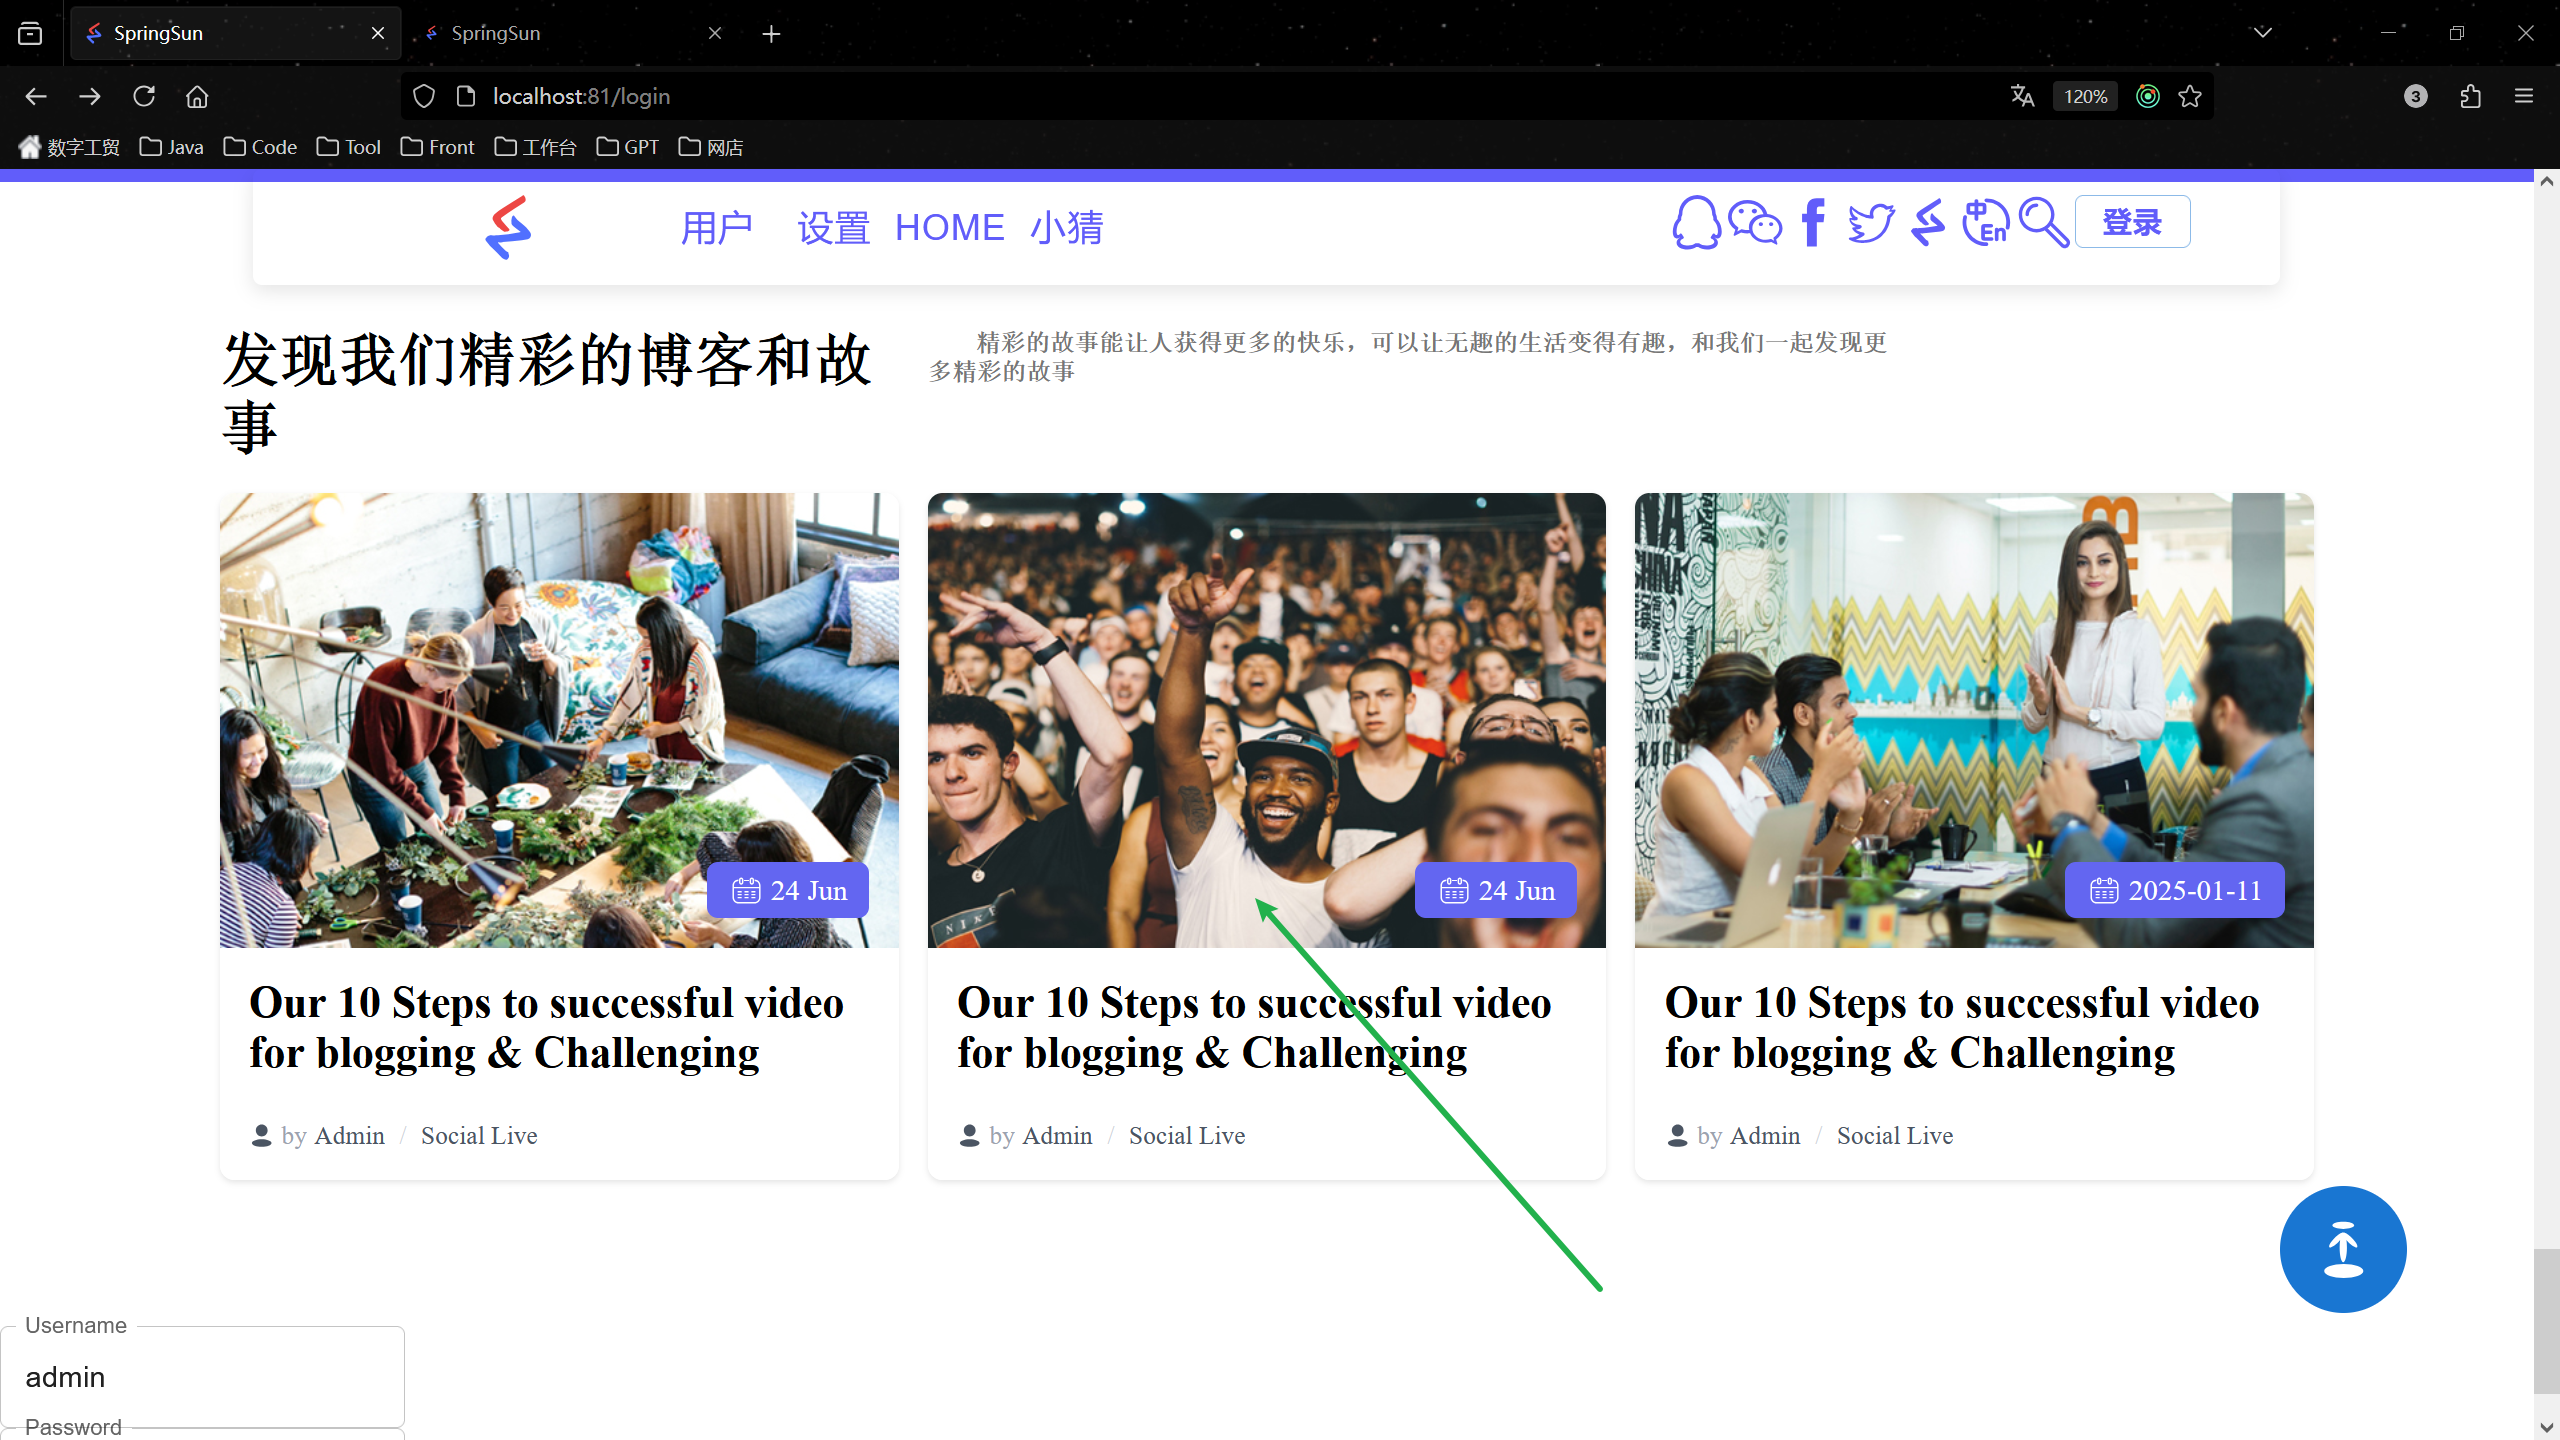 SpringSun
SpringSun
localhost:81/login
120%
3
数字工贸 Java Code Tool Front 工作台 GPT 网店
用户 设置 HOME 小猜
中 En
登录
发现我们精彩的博客和故
事
精彩的故事能让人获得更多的快乐，可以让无趣的生活变得有趣，和我们一起发现更
多精彩的故事
NIKE
24 Jun
24 Jun
2025-01-11
Our 10 Steps to successful video
for blogging & Challenging
by Admin / Social Live
Our 10 Steps to successful video
for blogging & Challenging
by Admin / Social Live
Our 10 Steps to successful video
for blogging & Challenging
by Admin / Social Live
Username
admin
Password